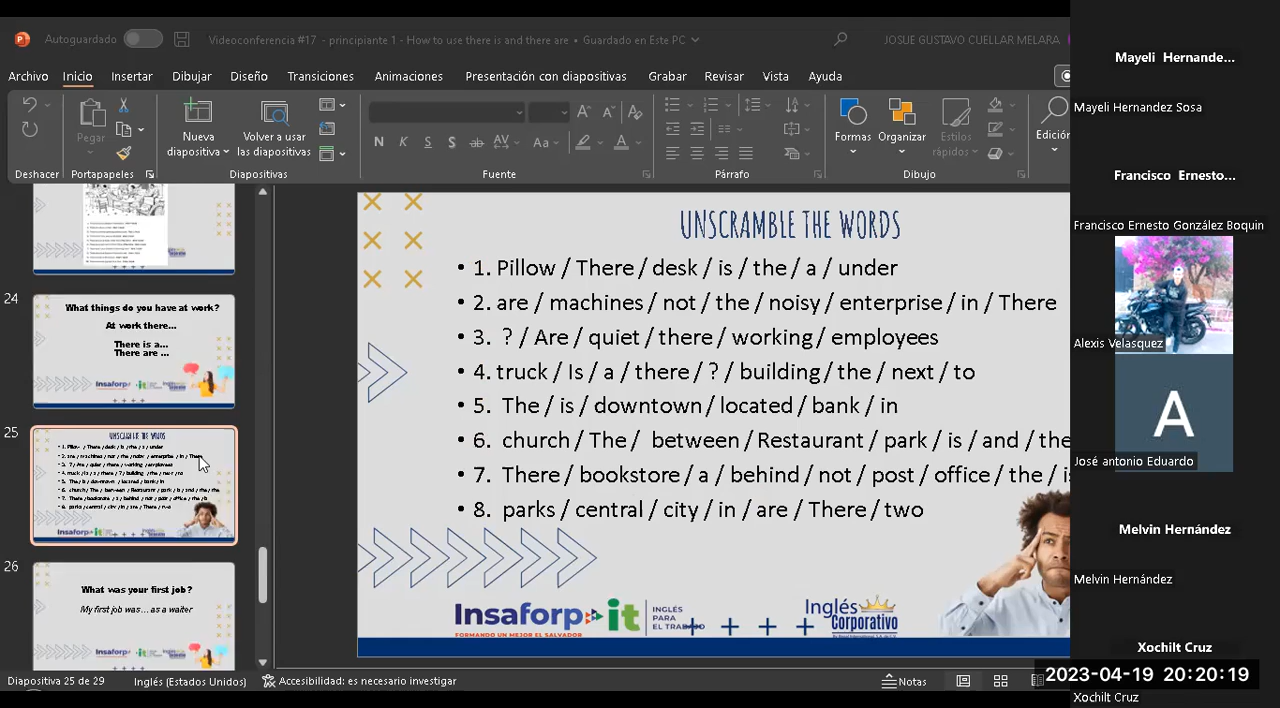 Autoguardado
Videoconferencia #17 - principiante 1 - How to use there is and there are • Guardado en Este PC
JOSUE GUSTAVO CUELLAR MELARA
Archivo Inicio Insertar Dibujar Diseño Transiciones Animaciones Presentación con diapositivas Grabar Revisar Vista Ayuda
Pegar
Nueva diapositiva
Volver a usar las diapositivas
N K S S ab AV Aa A
Formas Organizar Estilos rápidos Edición
Deshacer Portapapeles Diapositivas Fuente Párrafo Dibujo
24
What things do you have at work?
At work there...
There is a...
There are ...
25
26
What was your first job?
My first job was... as a waiter
UNSCRAMBLE THE WORDS
• 1. Pillow / There / desk / is / the / a / under
• 2. are / machines / not / the / noisy / enterprise / in / There
• 3. ? / Are / quiet / there / working / employees
• 4. truck / Is / a / there / ? / building / the / next / to
• 5. The / is / downtown / located / bank / in
• 6. church / The / between / Restaurant / park / is / and / the
• 7. There / bookstore / a / behind / not / post / office / the / i
• 8. parks / central / city / in / are / There / two
Insaforp it
FORMANDO UN MEJOR EL SALVADOR
INGLÉS
PARA
EL TRABAJO
Inglés
Corporativo
Diapositiva 25 de 29 Inglés (Estados Unidos) Accesibilidad: es necesario investigar Notas
Mayeli Hernande...
Mayeli Hernandez Sosa
Francisco Ernesto...
Francisco Ernesto González Boquin
Alexis Velasquez
A
José antonio Eduardo
Melvin Hernández
Melvin Hernández
Xochilt Cruz
2023-04-19 20:20:19
Xochilt Cruz